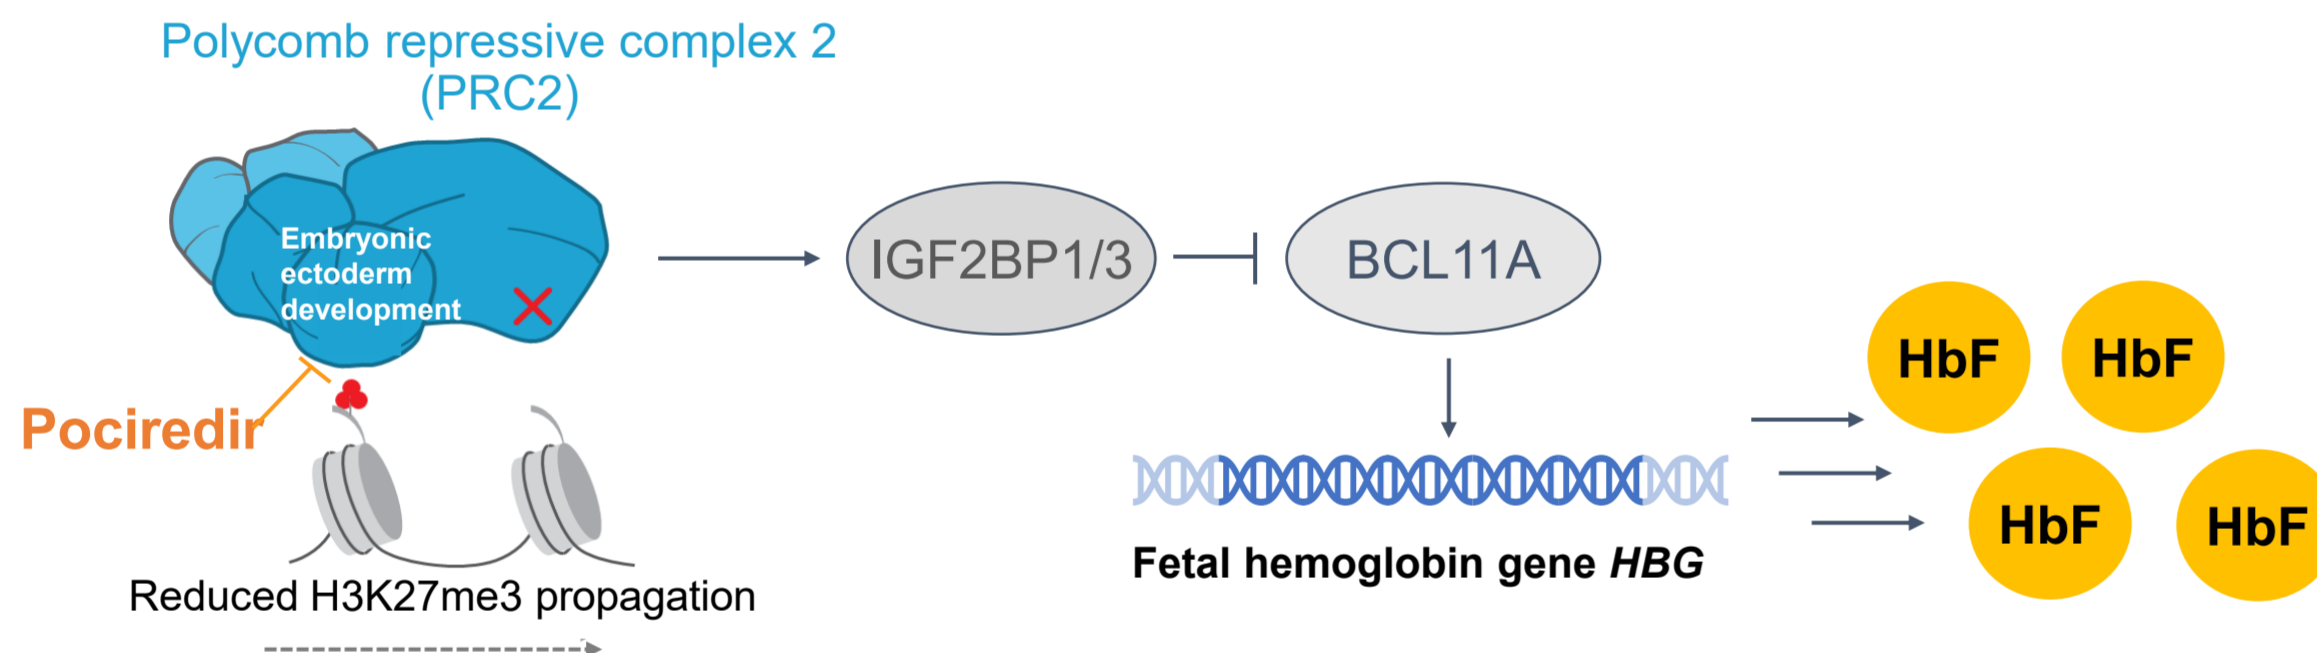 Polycomb repressive complex 2
(PRC2)
Embryonic
ectoderm
development
Pociredir
Reduced H3K27me3 propagation
IGF2BP1/3
BCL11A
Fetal hemoglobin gene HBG
HbF
HbF
HbF
HbF